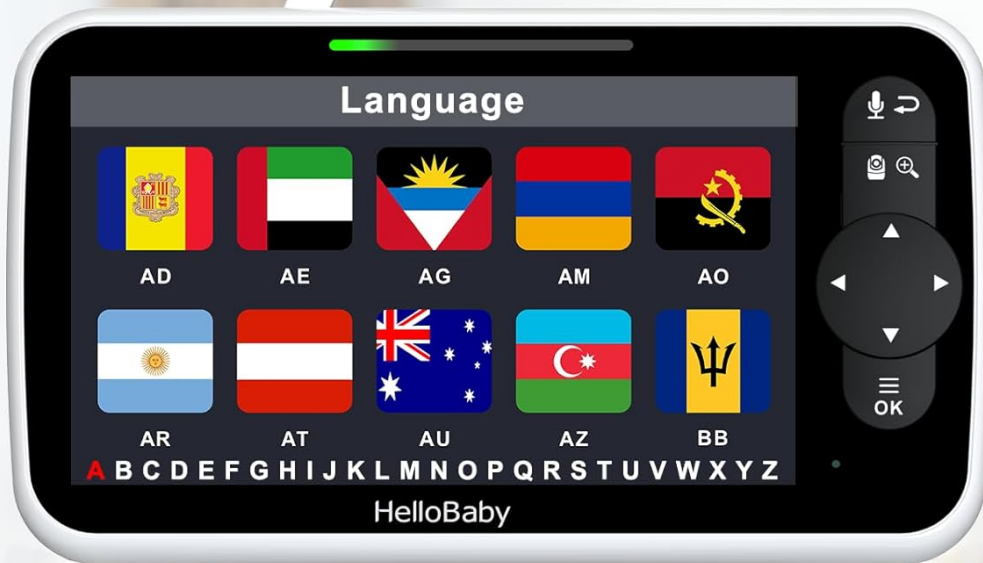 Language
AD AE AG AM AO
AR AT AU AZ BB
A B C D E F G H I J K L M N O P Q R S T U V W X Y Z
OK
HelloBaby